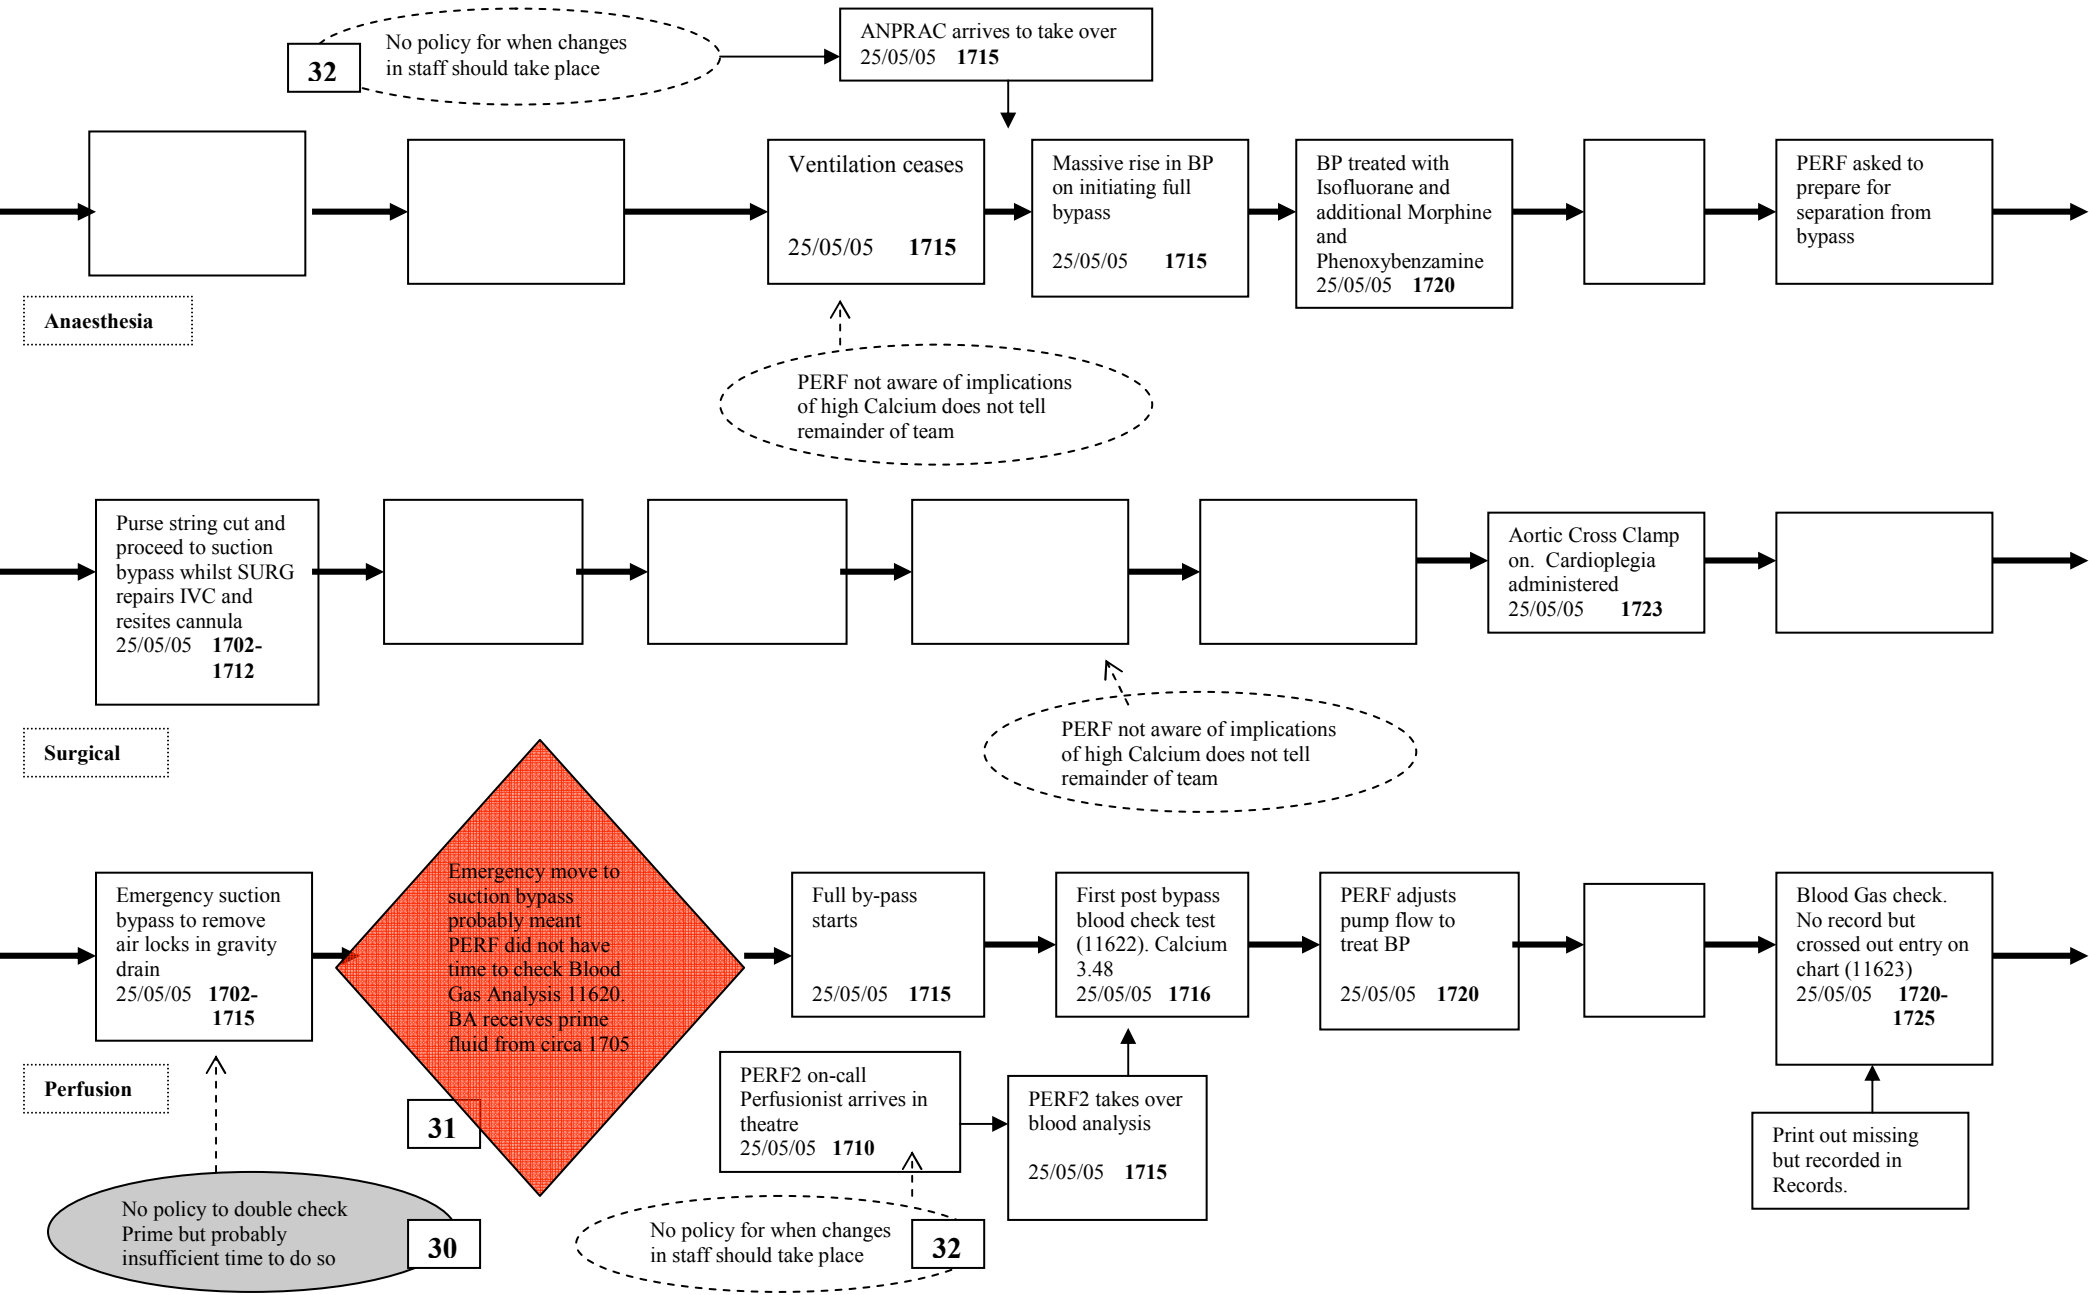 No policy for when changes
in staff should take place
32
ANPRAC arrives to take over
25/05/05 1715
Ventilation ceases
25/05/05 1715
Massive rise in BP
on initiating full
bypass
25/05/05 1715
BP treated with
Isofluorane and
additional Morphine
and
Phenoxybenzamine
25/05/05 1720
PERF asked to
prepare for
separation from
bypass
Anaesthesia
PERF not aware of implications
of high Calcium does not tell
remainder of team
Purse string cut and
proceed to suction
bypass whilst SURG
repairs IVC and
resites cannula
25/05/05 1702-
1712
Aortic Cross Clamp
on. Cardioplegia
administered
25/05/05 1723
Surgical
PERF not aware of implications
of high Calcium does not tell
remainder of team
Emergency suction
bypass to remove
air locks in gravity
drain
25/05/05 1702-
1715
Emergency move to
suction bypass
probably meant
PERF did not have
time to check Blood
Gas Analysis 11620.
BA receives prime
fluid from circa 1705
31
Full by-pass
starts
25/05/05 1715
First post bypass
blood check test
(11622). Calcium
3.48
25/05/05 1716
PERF adjusts
pump flow to
treat BP
25/05/05 1720
Blood Gas check.
No record but
crossed out entry on
chart (11623)
25/05/05 1720-
1725
Perfusion
PERF2 on-call
Perfusionist arrives in
theatre
25/05/05 1710
PERF2 takes over
blood analysis
25/05/05 1715
Print out missing
but recorded in
Records.
No policy to double check
Prime but probably
insufficient time to do so
30
No policy for when changes
in staff should take place
32